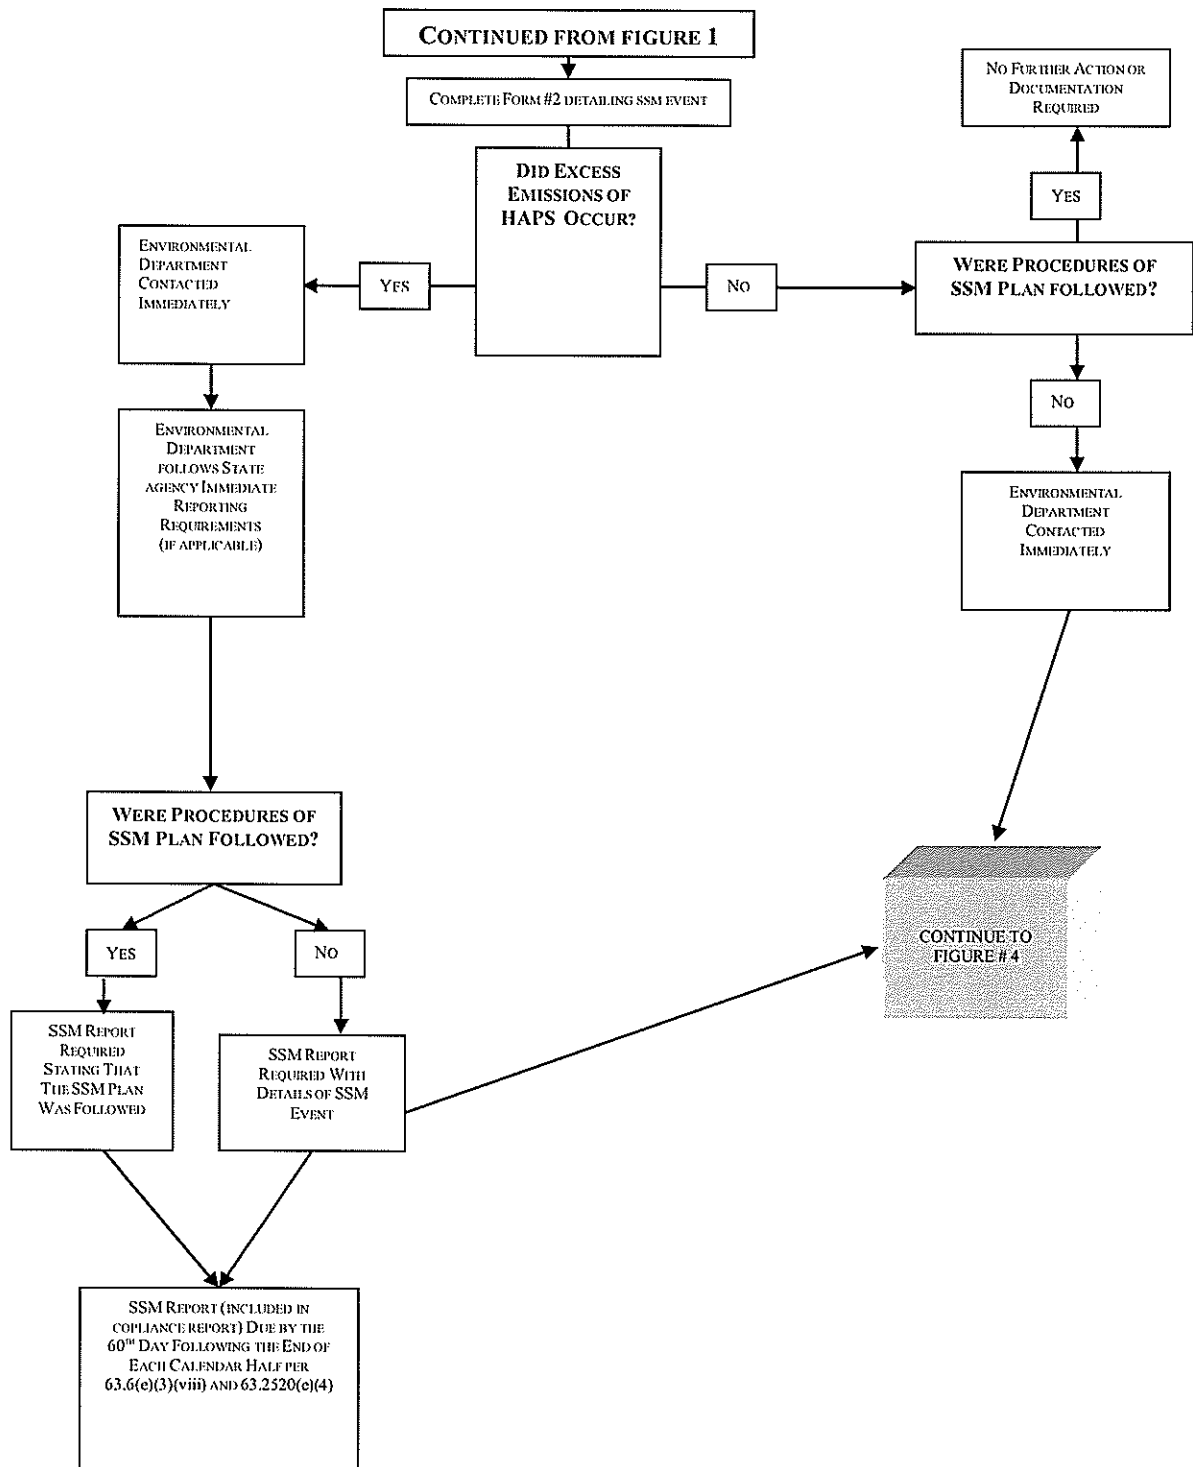 CONTINUED FROM FIGURE 1
COMPLETE FORM #2 DETAILING SSM EVENT
NO FURTHER ACTION OR
DOCUMENTATION
REQUIRED
DID EXCESS
EMISSIONS OF
HAPS OCCUR?
YES
ENVIRONMENTAL
DEPARTMENT
CONTACTED
IMMEDIATELY
YES
NO
WERE PROCEDURES OF
SSM PLAN FOLLOWED?
NO
ENVIRONMENTAL
DEPARTMENT
FOLLOWS STATE
AGENCY IMMEDIATE
REPORTING
REQUIREMENTS
(IF APPLICABLE)
ENVIRONMENTAL
DEPARTMENT
CONTACTED
IMMEDIATELY
WERE PROCEDURES OF
SSM PLAN FOLLOWED?
YES
NO
CONTINUE TO
FIGURE # 4
SSM REPORT
REQUIRED
STATING THAT
THE SSM PLAN
WAS FOLLOWED
SSM REPORT
REQUIRED WITH
DETAILS OF SSM
EVENT
SSM REPORT (INCLUDED IN
COPLIANCE REPORT) DUE BY THE
60TH DAY FOLLOWING THE END OF
EACH CALENDAR HALF PER
63.6(e)(3)(viii) AND 63.2520(e)(4)